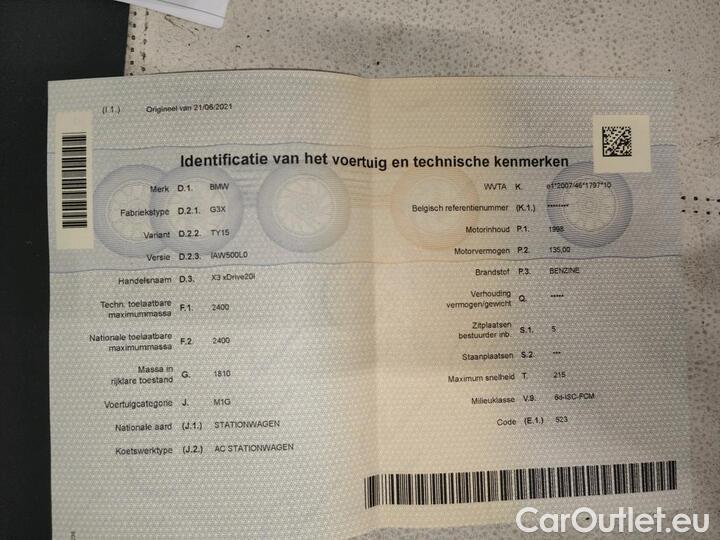 (I.1.) Origineel van 21/06/2021
Identificatie van het voertuig en technische kenmerken
Merk D.1. BMW
Fabriekstype D.2.1. G3X
Variant D.2.2. TY15
Versie D.2.3. IAW500L0
Handelsnaam D.3. X3 xDrive20i
Techn. toelaatbare
maximummassa F.1. 2400
Nationale toelaatbare
maximummassa F.2. 2400
Massa in
rijklare toestand G. 1810
Voertuigcategorie J. M1G
Nationale aard (J.1.) STATIONWAGEN
Koetswerktype (J.2.) AC STATIONWAGEN
WVTA K. e1*2007/46*1797*10
Belgisch referentienummer (K.1.) ********
Motorinhoud P.1. 1998
Motorvermogen P.2. 135,00
Brandstof P.3. BENZINE
Verhouding
vermogen/gewicht Q. *****
Zitplaatsen
bestuurder inb. S.1. 5
Staanplaatsen S.2. ***
Maximum snelheid T. 215
Milieuklasse V.9. 6d-ISC-FCM
Code (E.1.) 523
CarOutlet.eu